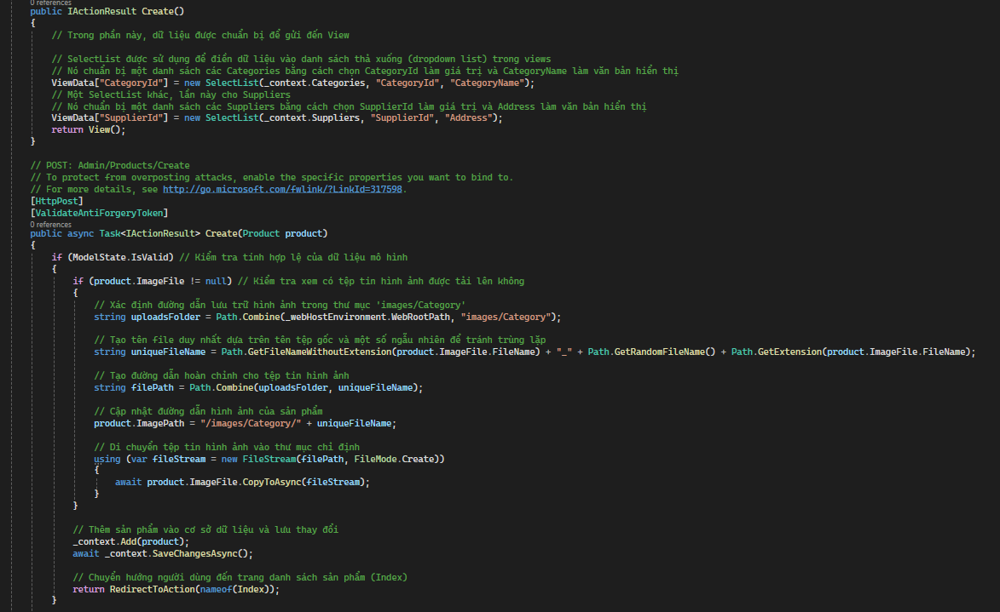 0 references
public IActionResult Create()
{
// Trong phần này, dữ liệu được chuẩn bị để gửi đến View
// SelectList được sử dụng để điền dữ liệu vào danh sách thả xuống (dropdown list) trong views
// Nó chuẩn bị một danh sách các Categories bằng cách chọn CategoryId làm giá trị và CategoryName làm văn bản hiển thị
ViewData["CategoryId"] = new SelectList(_context.Categories, "CategoryId", "CategoryName");
// Một SelectList khác, lần này cho Suppliers
// Nó chuẩn bị một danh sách các Suppliers bằng cách chọn SupplierId làm giá trị và Address làm văn bản hiển thị
ViewData["SupplierId"] = new SelectList(_context.Suppliers, "SupplierId", "Address");
return View();
}
// POST: Admin/Products/Create
// To protect from overposting attacks, enable the specific properties you want to bind to.
// For more details, see http://go.microsoft.com/fwlink/?LinkId=317598.
[HttpPost]
[ValidateAntiForgeryToken]
0 references
public async Task<IActionResult> Create(Product product)
{
if (ModelState.IsValid) // Kiểm tra tính hợp lệ của dữ liệu mô hình
{
if (product.ImageFile != null) // Kiểm tra xem có tệp tin hình ảnh được tải lên không
{
// Xác định đường dẫn lưu trữ hình ảnh trong thư mục 'images/Category'
string uploadsFolder = Path.Combine(_webHostEnvironment.WebRootPath, "images/Category");
// Tạo tên file duy nhất dựa trên tên tệp gốc và một số ngẫu nhiên để tránh trùng lặp
string uniqueFileName = Path.GetFileNameWithoutExtension(product.ImageFile.FileName) + "_" + Path.GetRandomFileName() + Path.GetExtension(product.ImageFile.FileName);
// Tạo đường dẫn hoàn chỉnh cho tệp tin hình ảnh
string filePath = Path.Combine(uploadsFolder, uniqueFileName);
// Cập nhật đường dẫn hình ảnh của sản phẩm
product.ImagePath = "/images/Category/" + uniqueFileName;
// Di chuyển tệp tin hình ảnh vào thư mục chỉ định
using (var fileStream = new FileStream(filePath, FileMode.Create))
{
await product.ImageFile.CopyToAsync(fileStream);
}
}
// Thêm sản phẩm vào cơ sở dữ liệu và lưu thay đổi
_context.Add(product);
await _context.SaveChangesAsync();
// Chuyển hướng người dùng đến trang danh sách sản phẩm (Index)
return RedirectToAction(nameof(Index));
}